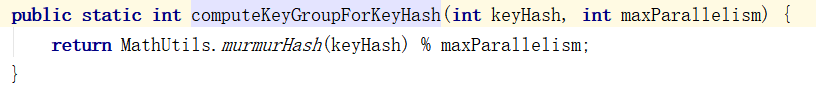 public static int computeKeyGroupForKeyHash(int keyHash, int maxParallelism) {
    return MathUtils.murmurHash(keyHash) % maxParallelism;
}